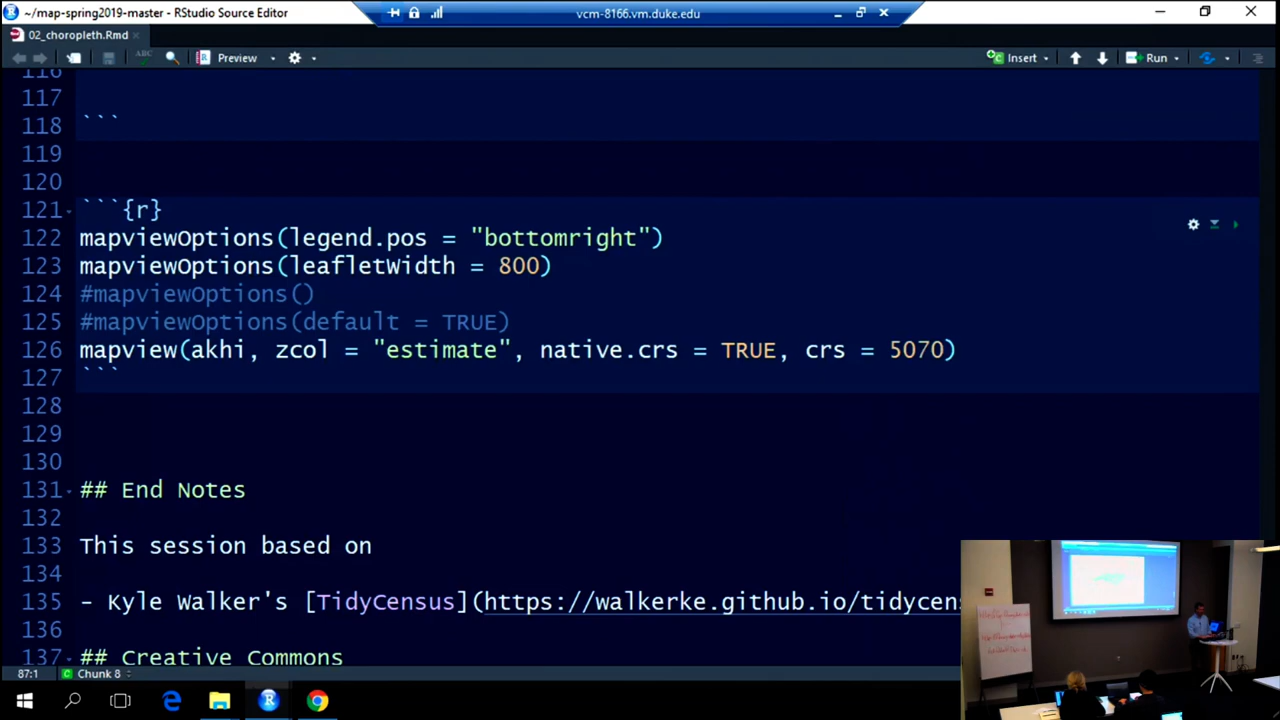 ~/map-spring2019-master - RStudio Source Editor
vcm-8166.vm.duke.edu
02_choropleth.Rmd
ABC
Preview
Insert
Run
116
117
118 ```
119
120
121 ```{r}
122 mapviewOptions(legend.pos = "bottomright")
123 mapviewOptions(leafletWidth = 800)
124 #mapviewOptions()
125 #mapviewOptions(default = TRUE)
126 mapview(akhi, zcol = "estimate", native.crs = TRUE, crs = 5070)
127 ```
128
129
130
131 ## End Notes
132
133 This session based on
134
135 - Kyle Walker's [TidyCensus](https://walkerke.github.io/tidycens
136
137 ## Creative Commons
87:1
Chunk 8